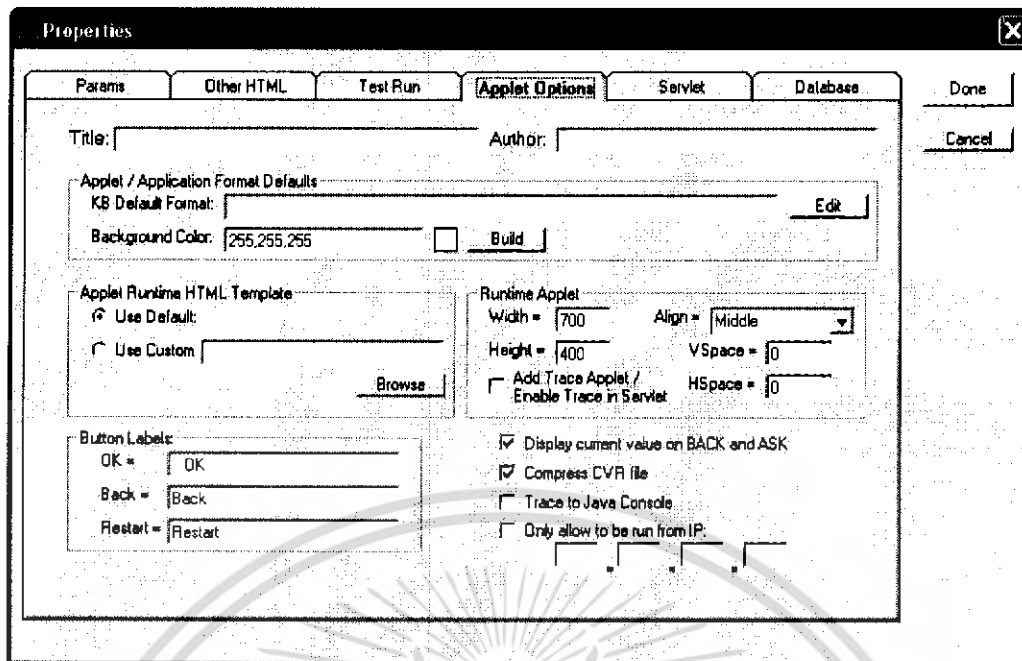 Properties
Params Other HTML Test Run Applet Options Servlet Database Done
Title: Author: Cancel
Applet / Application Format Defaults
KB Default Format: Edit
Background Color: 255,255,255 Build
Applet Runtime HTML Template Runtime Applet
Use Default: Width = 700 Align = Middle
Use Custom Height = 400 VSpace = 0
Browse Add Trace Applet / HSpace = 0
Enable Trace in Servlet
Button Labels: Display current value on BACK and ASK
OK = OK Compress CVR file
Back = Back Trace to Java Console
Restart = Restart Only allow to be run from IP:
. . .